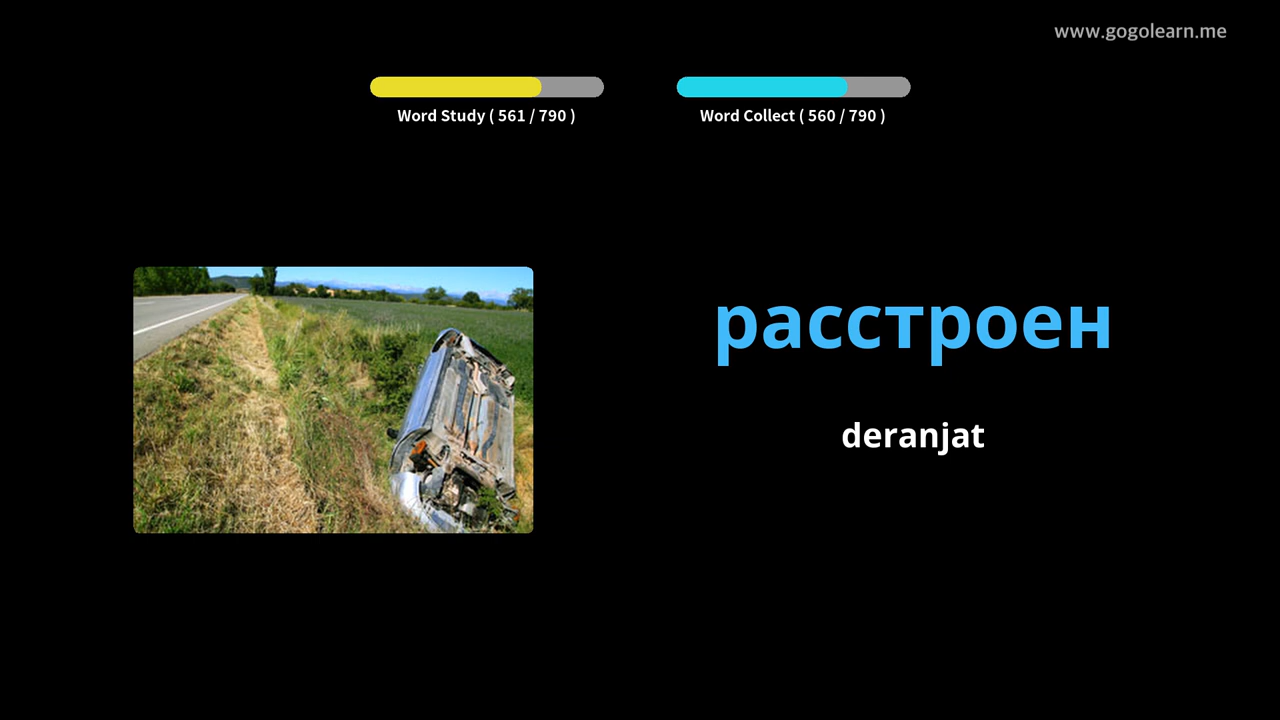 www.gogolearn.me
Word Study ( 561 / 790 )
Word Collect ( 560 / 790 )
расстроен
deranjat